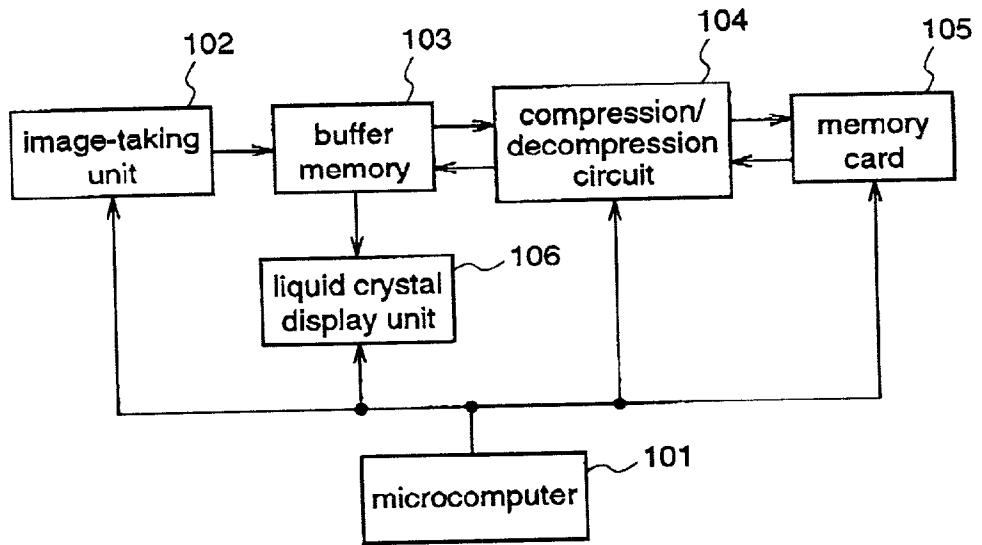 102
103
104
105
image-taking
unit
buffer
memory
compression/
decompression
circuit
memory
card
106
liquid crystal
display unit
101
microcomputer